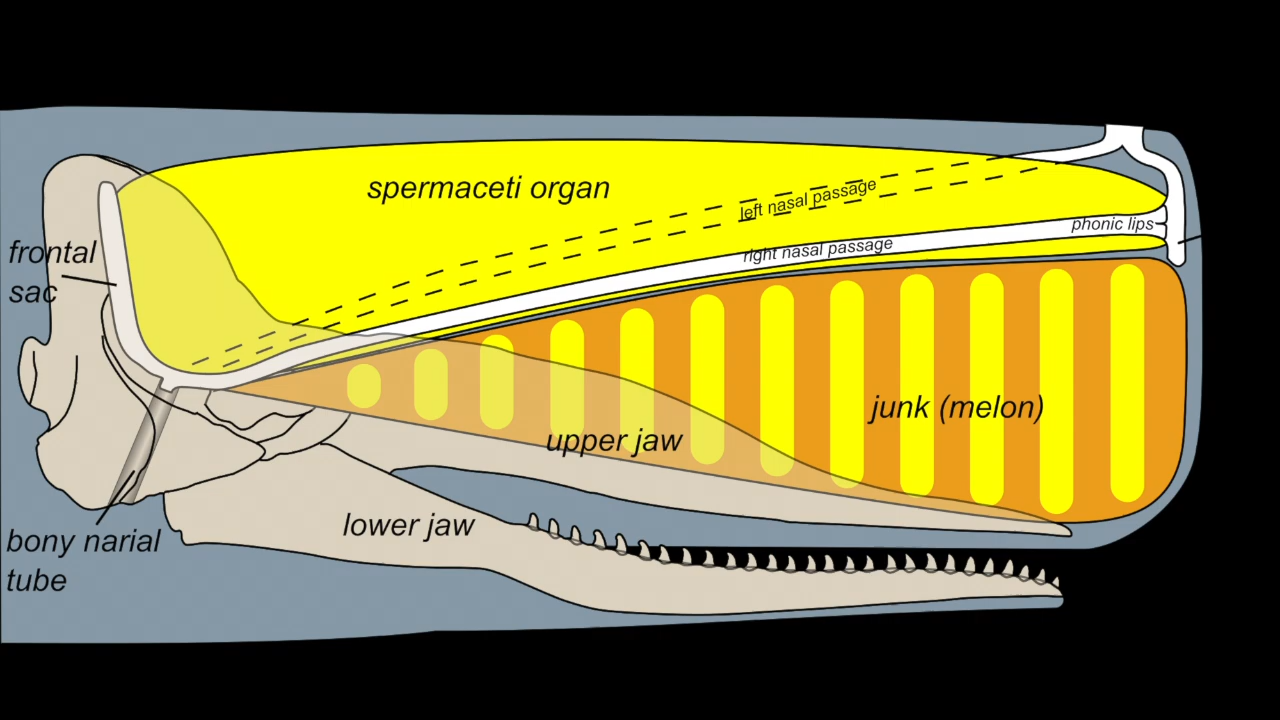 spermaceti organ
left nasal passage
phonic lips
right nasal passage
frontal
sac
junk (melon)
upper jaw
lower jaw
bony narial
tube